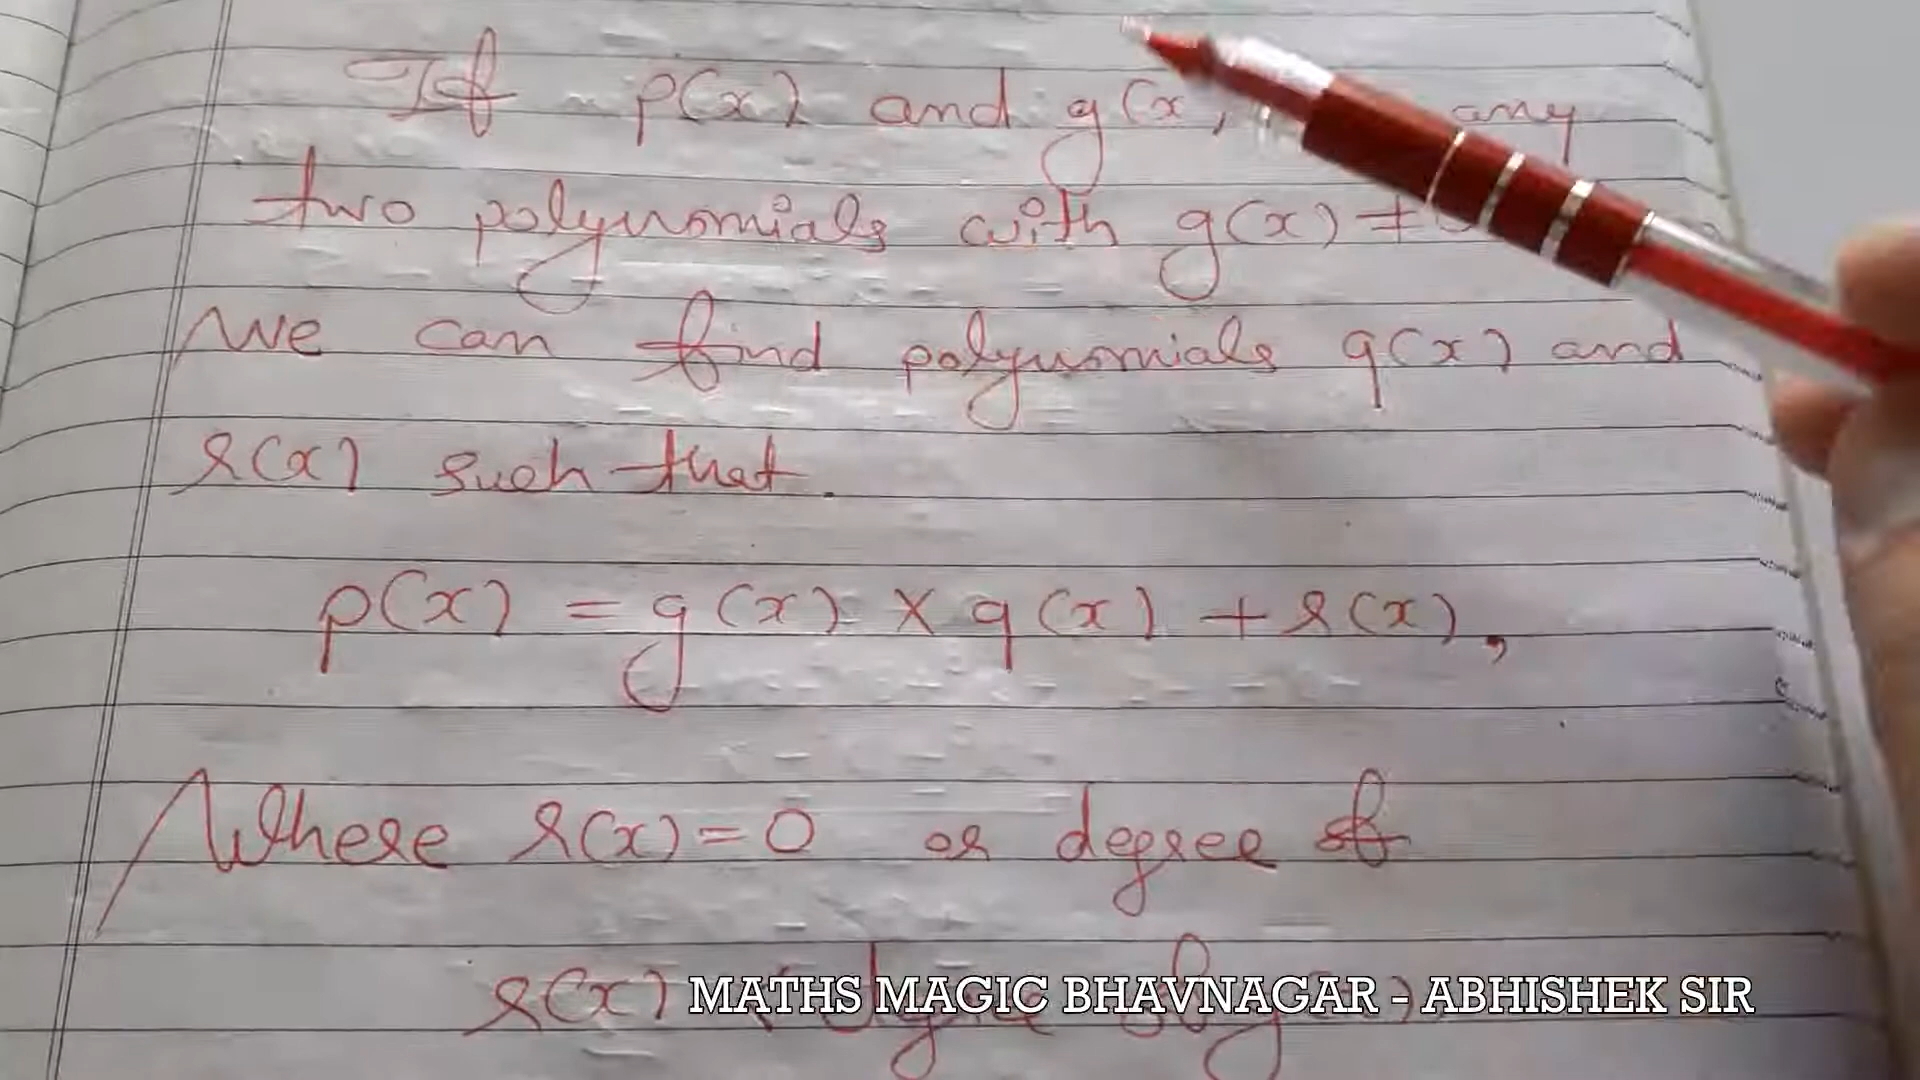 If p(x) and g(x, any
two polynomials with g(x) ≠
we can find polynomials q(x) and
r(x) such that.
p(x) = g(x) × q(x) + r(x),
Where r(x) = 0 or degree of
r(x)
MATHS MAGIC BHAVNAGAR - ABHISHEK SIR